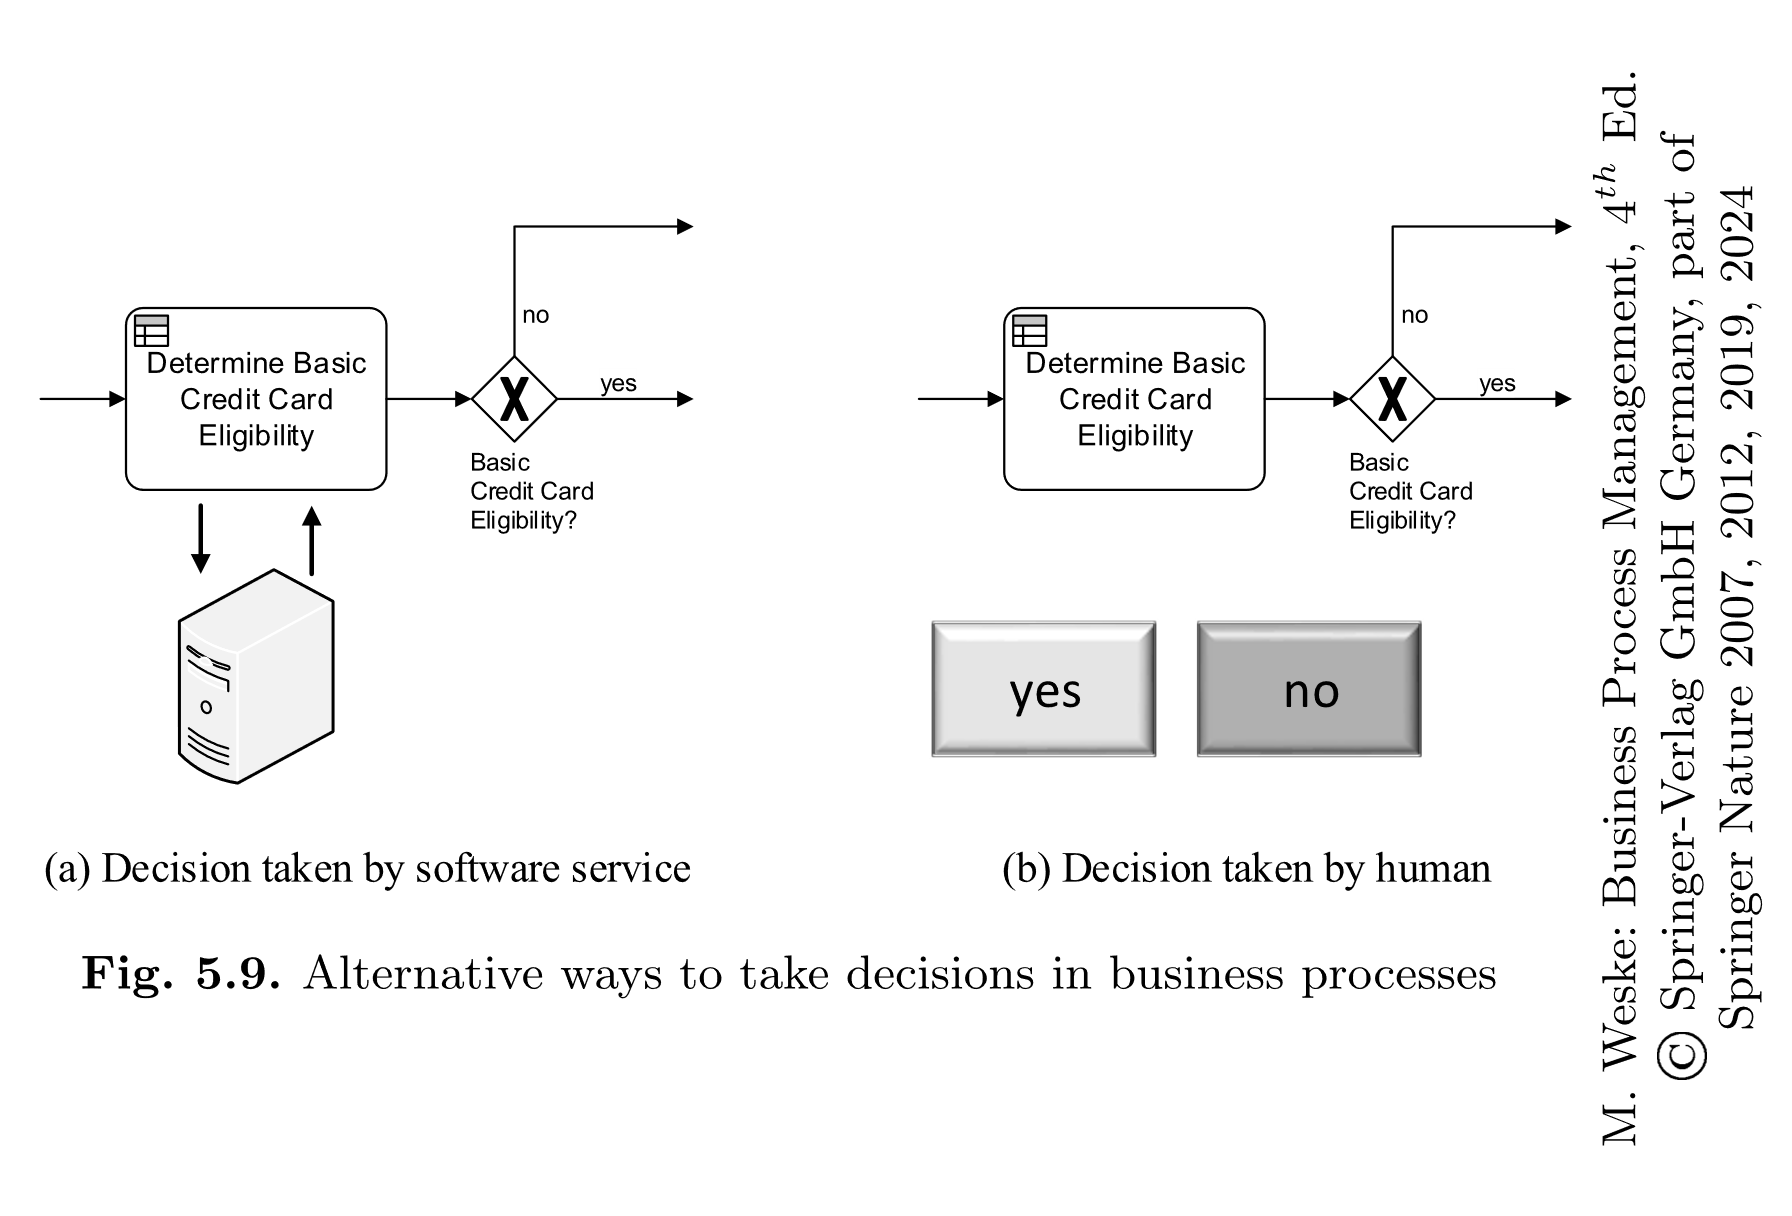 no
Determine Basic
Credit Card
Eligibility
yes
X
Basic
Credit Card
Eligibility?
(a) Decision taken by software service
no
Determine Basic
Credit Card
Eligibility
yes
X
Basic
Credit Card
Eligibility?
yes
no
(b) Decision taken by human
Fig. 5.9. Alternative ways to take decisions in business processes
M. Weske: Business Process Management, 4th Ed.
© Springer-Verlag GmbH Germany, part of
Springer Nature 2007, 2012, 2019, 2024